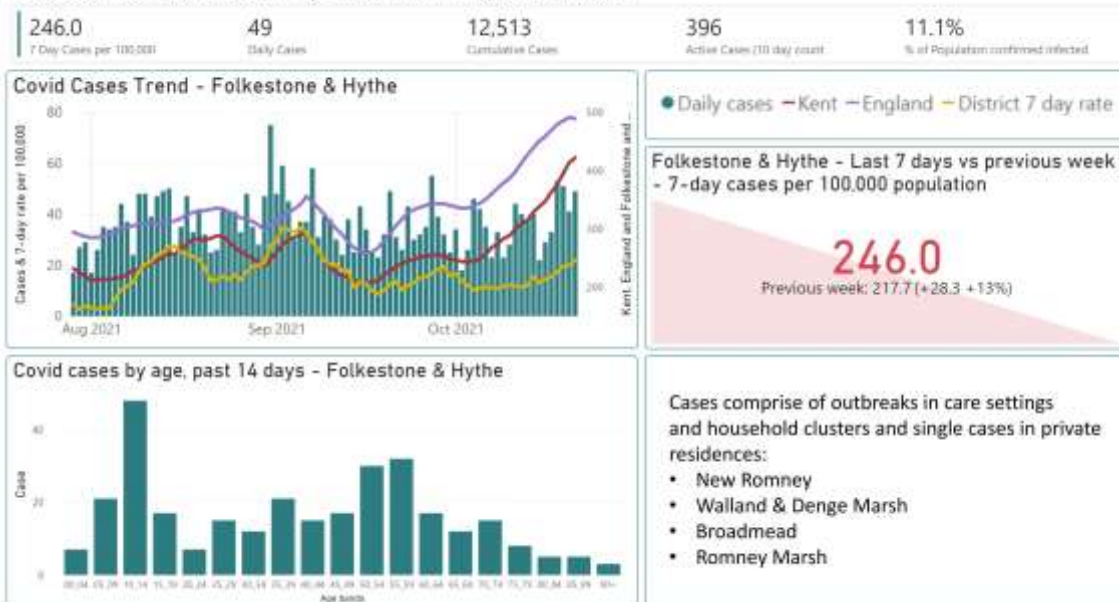 246.0
7 Day Cases per 100,000
49
Daily Cases
12,513
Cumulative Cases
396
Active Cases (10 day count
11.1%
% of Population confirmed infected
Covid Cases Trend - Folkestone & Hythe
Cases & 7-day rate per 100,000
80
60
40
20
0
Aug 2021
Sep 2021
Oct 2021
500
400
300
200
Kent, England and Folkestone and ...
Daily cases
Kent
England
District 7 day rate
Folkestone & Hythe - Last 7 days vs previous week
- 7-day cases per 100,000 population
246.0
Previous week: 217.7 (+28.3 +13%)
Covid cases by age, past 14 days - Folkestone & Hythe
Case
40
20
0
Age bands
Cases comprise of outbreaks in care settings
and household clusters and single cases in private
residences:
• New Romney
• Walland & Denge Marsh
• Broadmead
• Romney Marsh